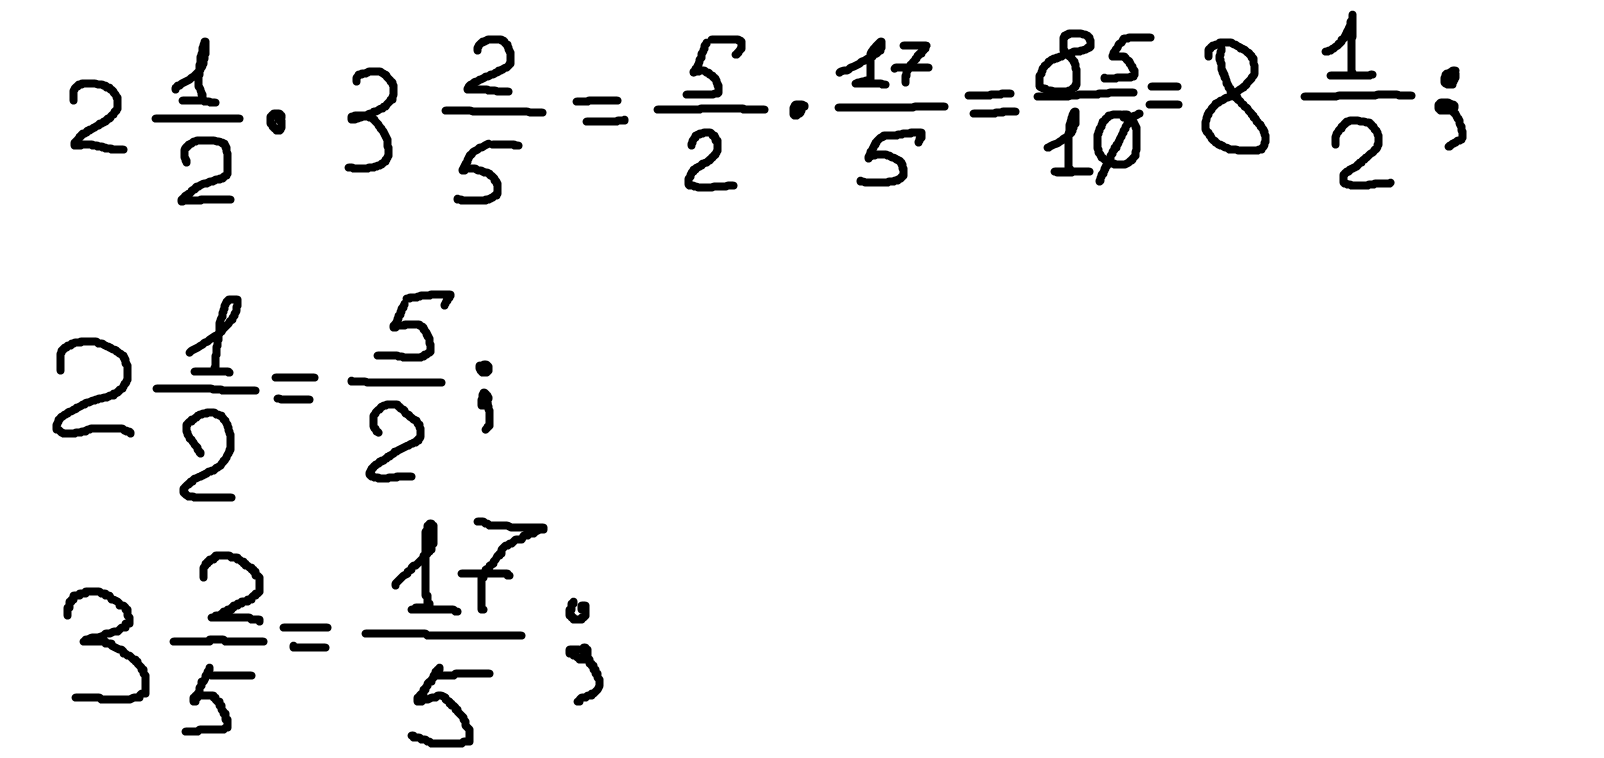 2 1/2 · 3 2/5 = 5/2 · 17/5 = 85/10 = 8 1/2 ;
2 1/2 = 5/2 ;
3 2/5 = 17/5 ;